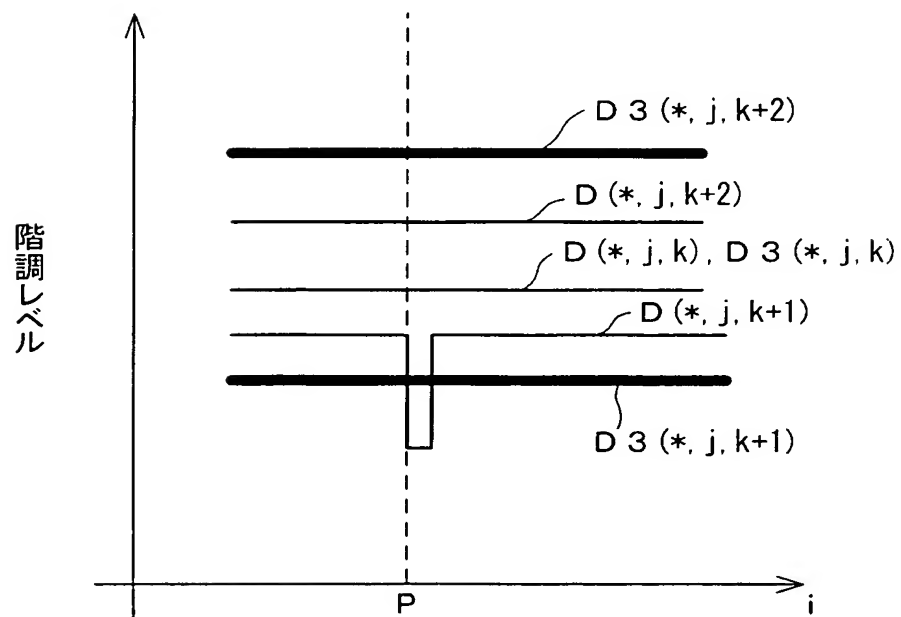 D 3 (*, j, k+2)
D (*, j, k+2)
D (*, j, k) , D 3 (*, j, k)
D (*, j, k+1)
D 3 (*, j, k+1)
階調レベル
P
i